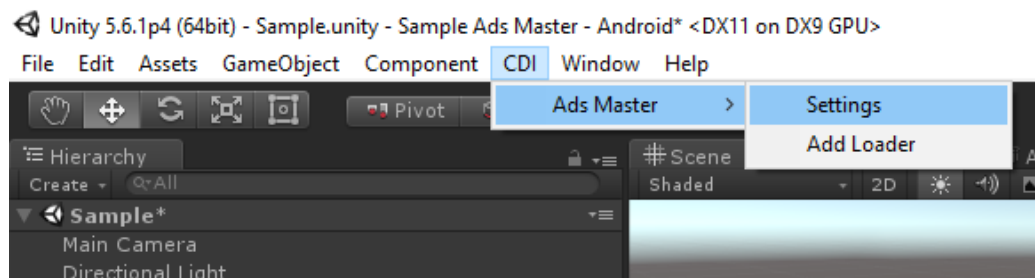 Unity 5.6.1p4 (64bit) - Sample.unity - Sample Ads Master - Android* <DX11 on DX9 GPU>
File Edit Assets GameObject Component CDI Window Help
Pivot Ads Master > Settings
Add Loader
Hierarchy # Scene
Create All Shaded 2D
Sample*
Main Camera
Directional Light